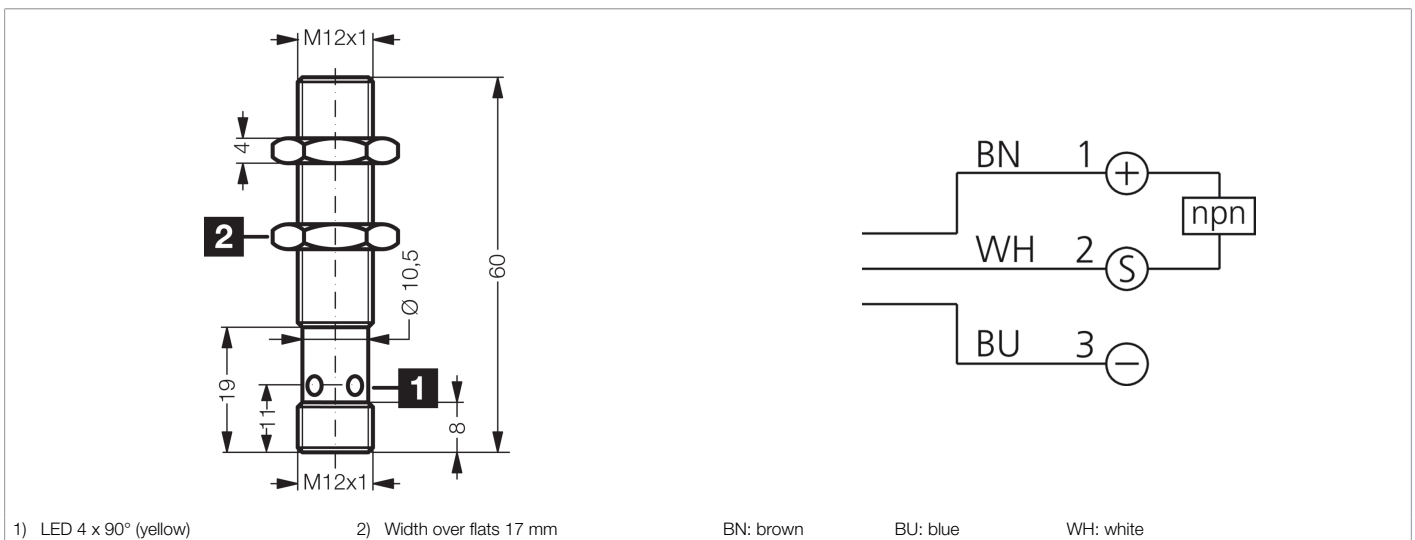 M12x1
4
2
Ø 10,5
60
19
11
1
8
M12x1
BN 1 +
npn
WH 2 S
BU 3 −
1) LED 4 x 90° (yellow) 2) Width over flats 17 mm BN: brown BU: blue WH: white